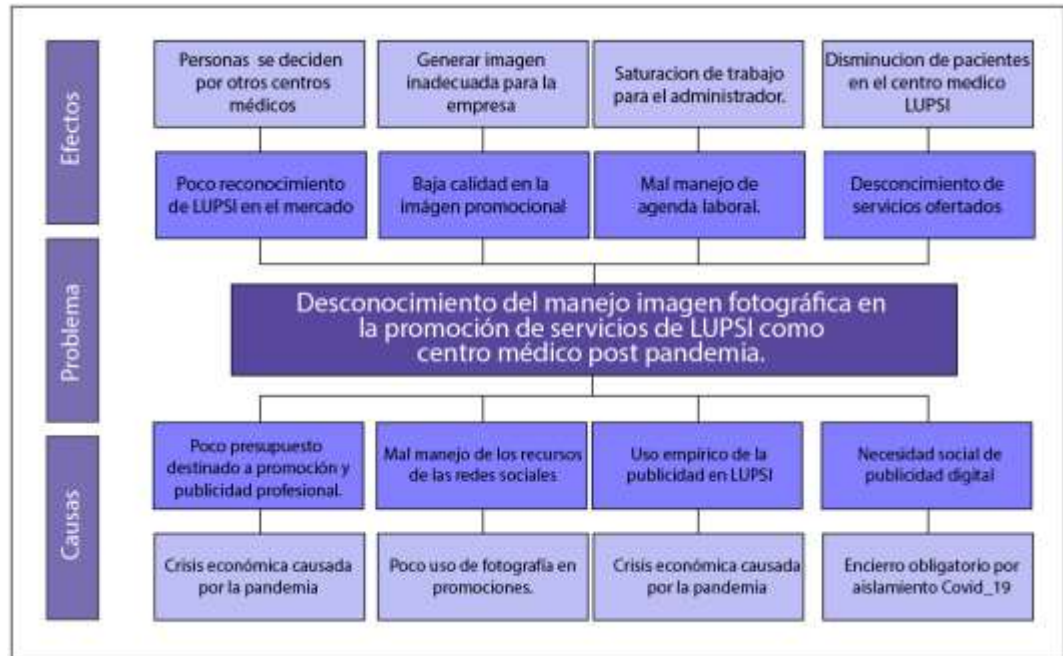 Efectos
Personas se deciden
por otros centros
médicos
Generar imagen
inadecuada para la
empresa
Saturacion de trabajo
para el administrador.
Disminucion de pacientes
en el centro medico
LUPSI
Poco reconocimiento
de LUPSI en el mercado
Baja calidad en la
imágen promocional
Mal manejo de
agenda laboral.
Desconcimiento de
servicios ofertados
Problema
Desconocimiento del manejo imagen fotográfica en
la promoción de servicios de LUPSI como
centro médico post pandemia.
Causas
Poco presupuesto
destinado a promoción y
publicidad profesional.
Mal manejo de los recursos
de las redes sociales
Uso empírico de la
publicidad en LUPSI
Necesidad social de
publicidad digital
Crisis económica causada
por la pandemia
Poco uso de fotografía en
promociones.
Crisis económica causada
por la pandemia
Encierro obligatorio por
aislamiento Covid_19